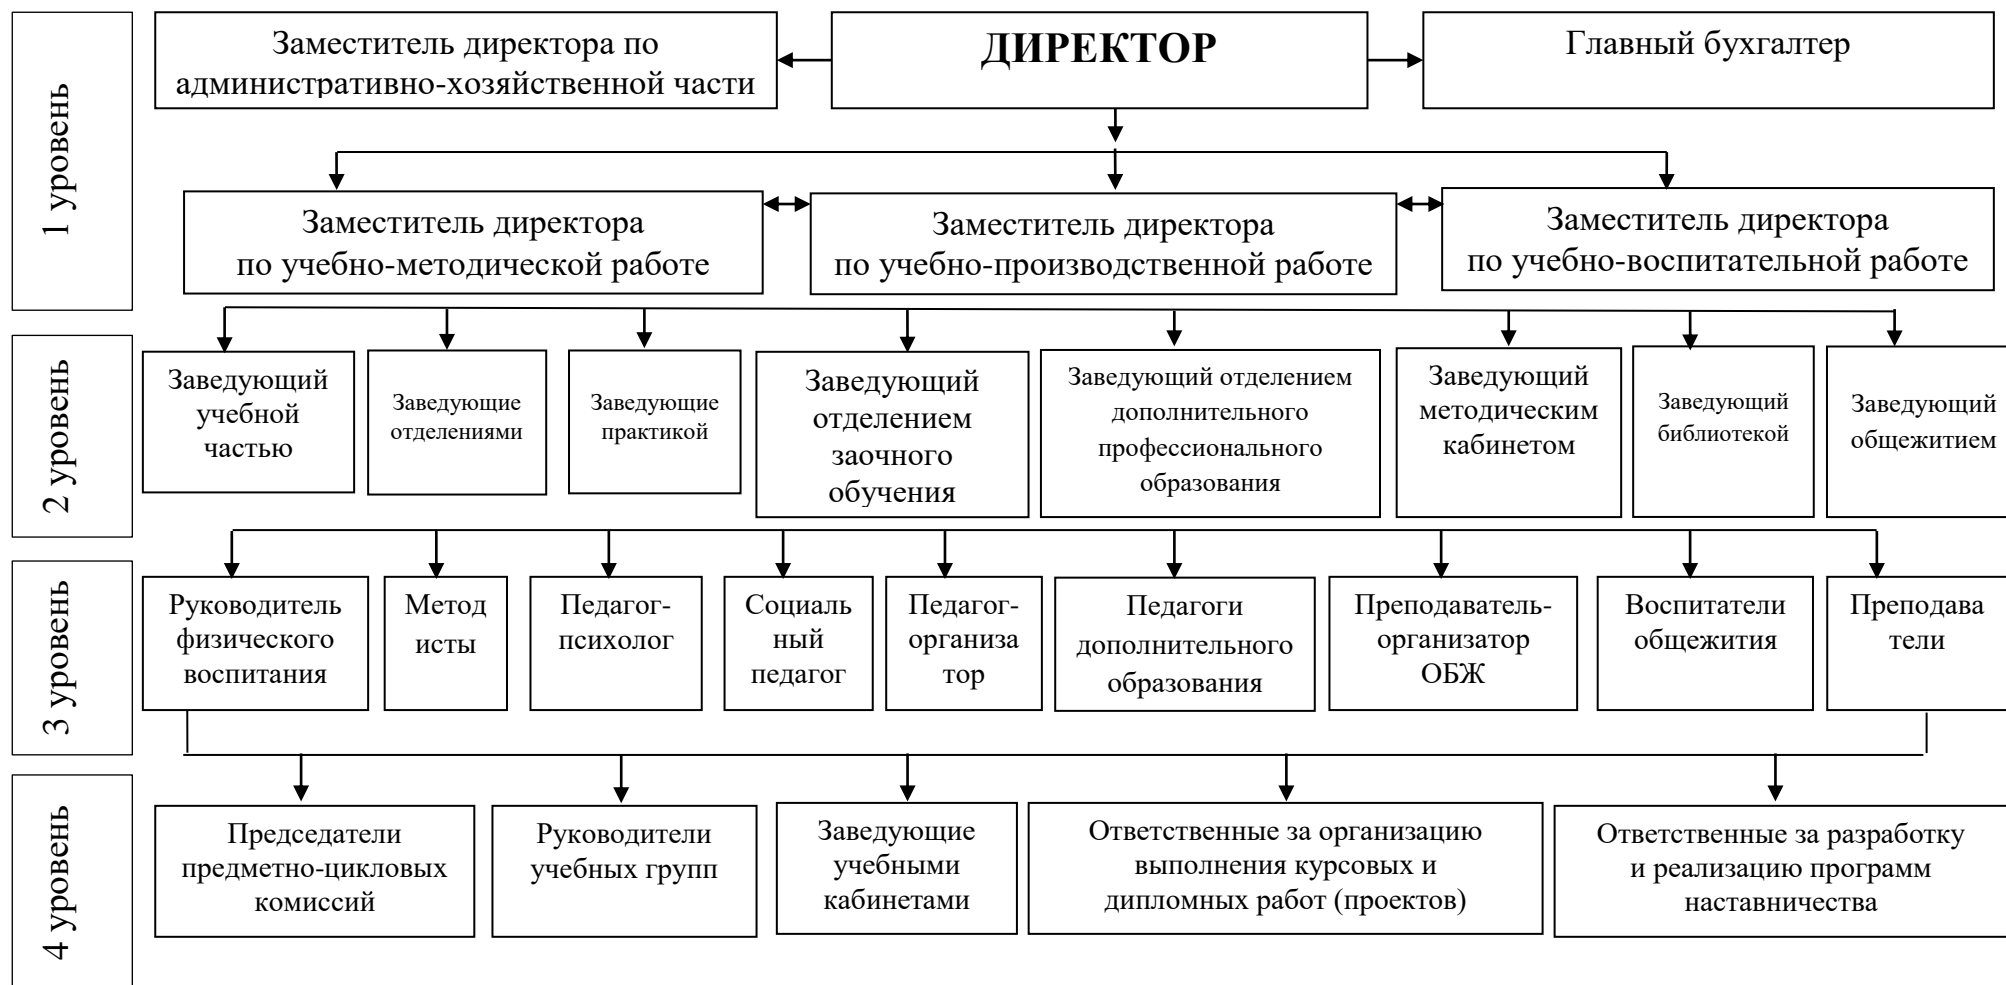 1 уровень
Заместитель директора по
административно-хозяйственной части
ДИРЕКТОР
Главный бухгалтер
Заместитель директора
по учебно-методической работе
Заместитель директора
по учебно-производственной работе
Заместитель директора
по учебно-воспитательной работе
2 уровень
Заведующий
учебной
частью
Заведующие
отделениями
Заведующие
практикой
Заведующий
отделением
заочного
обучения
Заведующий отделением
дополнительного
профессионального
образования
Заведующий
методическим
кабинетом
Заведующий
библиотекой
Заведующий
общежитием
3 уровень
Руководитель
физического
воспитания
Метод
исты
Педагог-
психолог
Социаль
ный
педагог
Педагог-
организа
тор
Педагоги
дополнительного
образования
Преподаватель-
организатор
ОБЖ
Воспитатели
общежития
Преподава
тели
4 уровень
Председатели
предметно-цикловых
комиссий
Руководители
учебных групп
Заведующие
учебными
кабинетами
Ответственные за организацию
выполнения курсовых и
дипломных работ (проектов)
Ответственные за разработку
и реализацию программ
наставничества